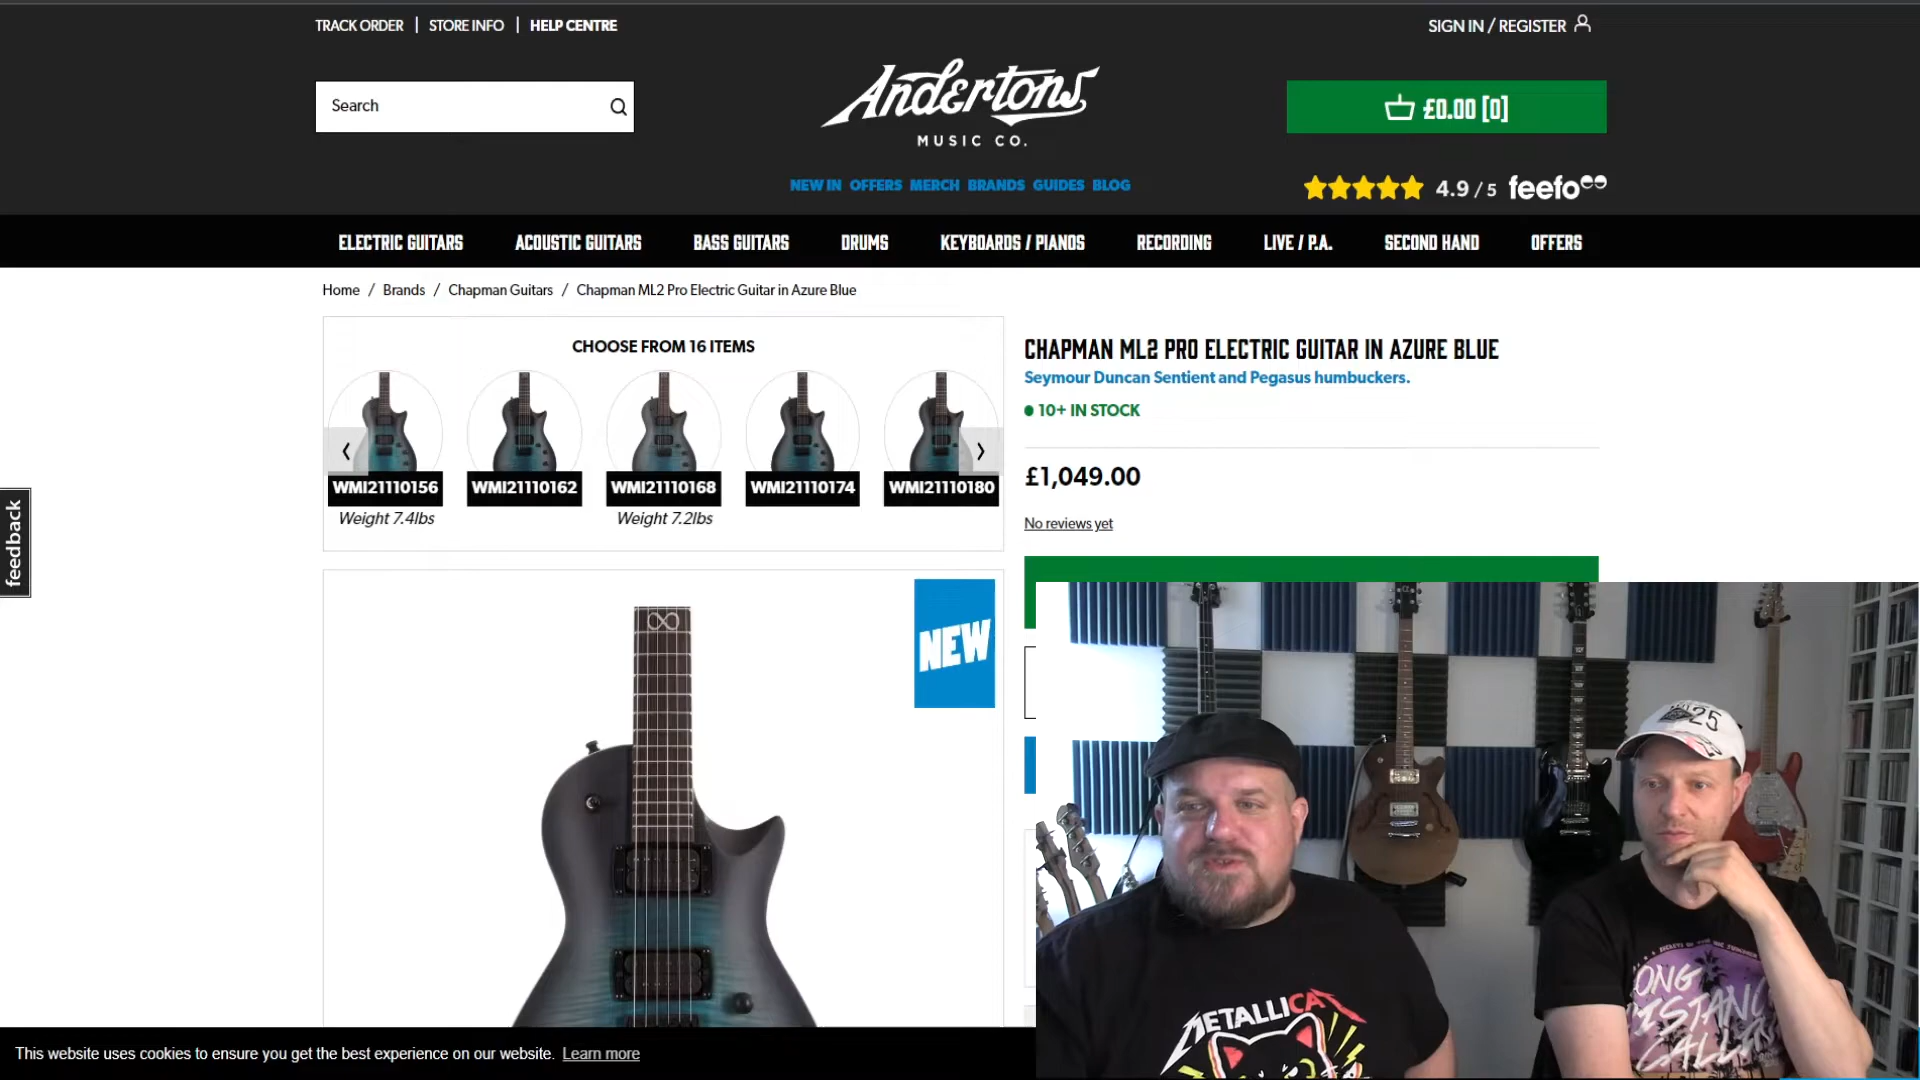 TRACK ORDER | STORE INFO | HELP CENTRE
SIGN IN / REGISTER
Search
Andertons
MUSIC CO.
£0.00 [0]
NEW IN OFFERS MERCH BRANDS GUIDES BLOG
4.9 / 5 feefo
ELECTRIC GUITARS ACOUSTIC GUITARS BASS GUITARS DRUMS KEYBOARDS / PIANOS RECORDING LIVE / P.A. SECOND HAND OFFERS
Home / Brands / Chapman Guitars / Chapman ML2 Pro Electric Guitar in Azure Blue
CHOOSE FROM 16 ITEMS
WMI21110156 WMI21110162 WMI21110168 WMI21110174 WMI21110180
Weight 7.4lbs Weight 7.2lbs
CHAPMAN ML2 PRO ELECTRIC GUITAR IN AZURE BLUE
Seymour Duncan Sentient and Pegasus humbuckers.
10+ IN STOCK
£1,049.00
No reviews yet
feedback
NEW
25
METALLICA
ONG
DISTANC
CALLIN
This website uses cookies to ensure you get the best experience on our website. Learn more